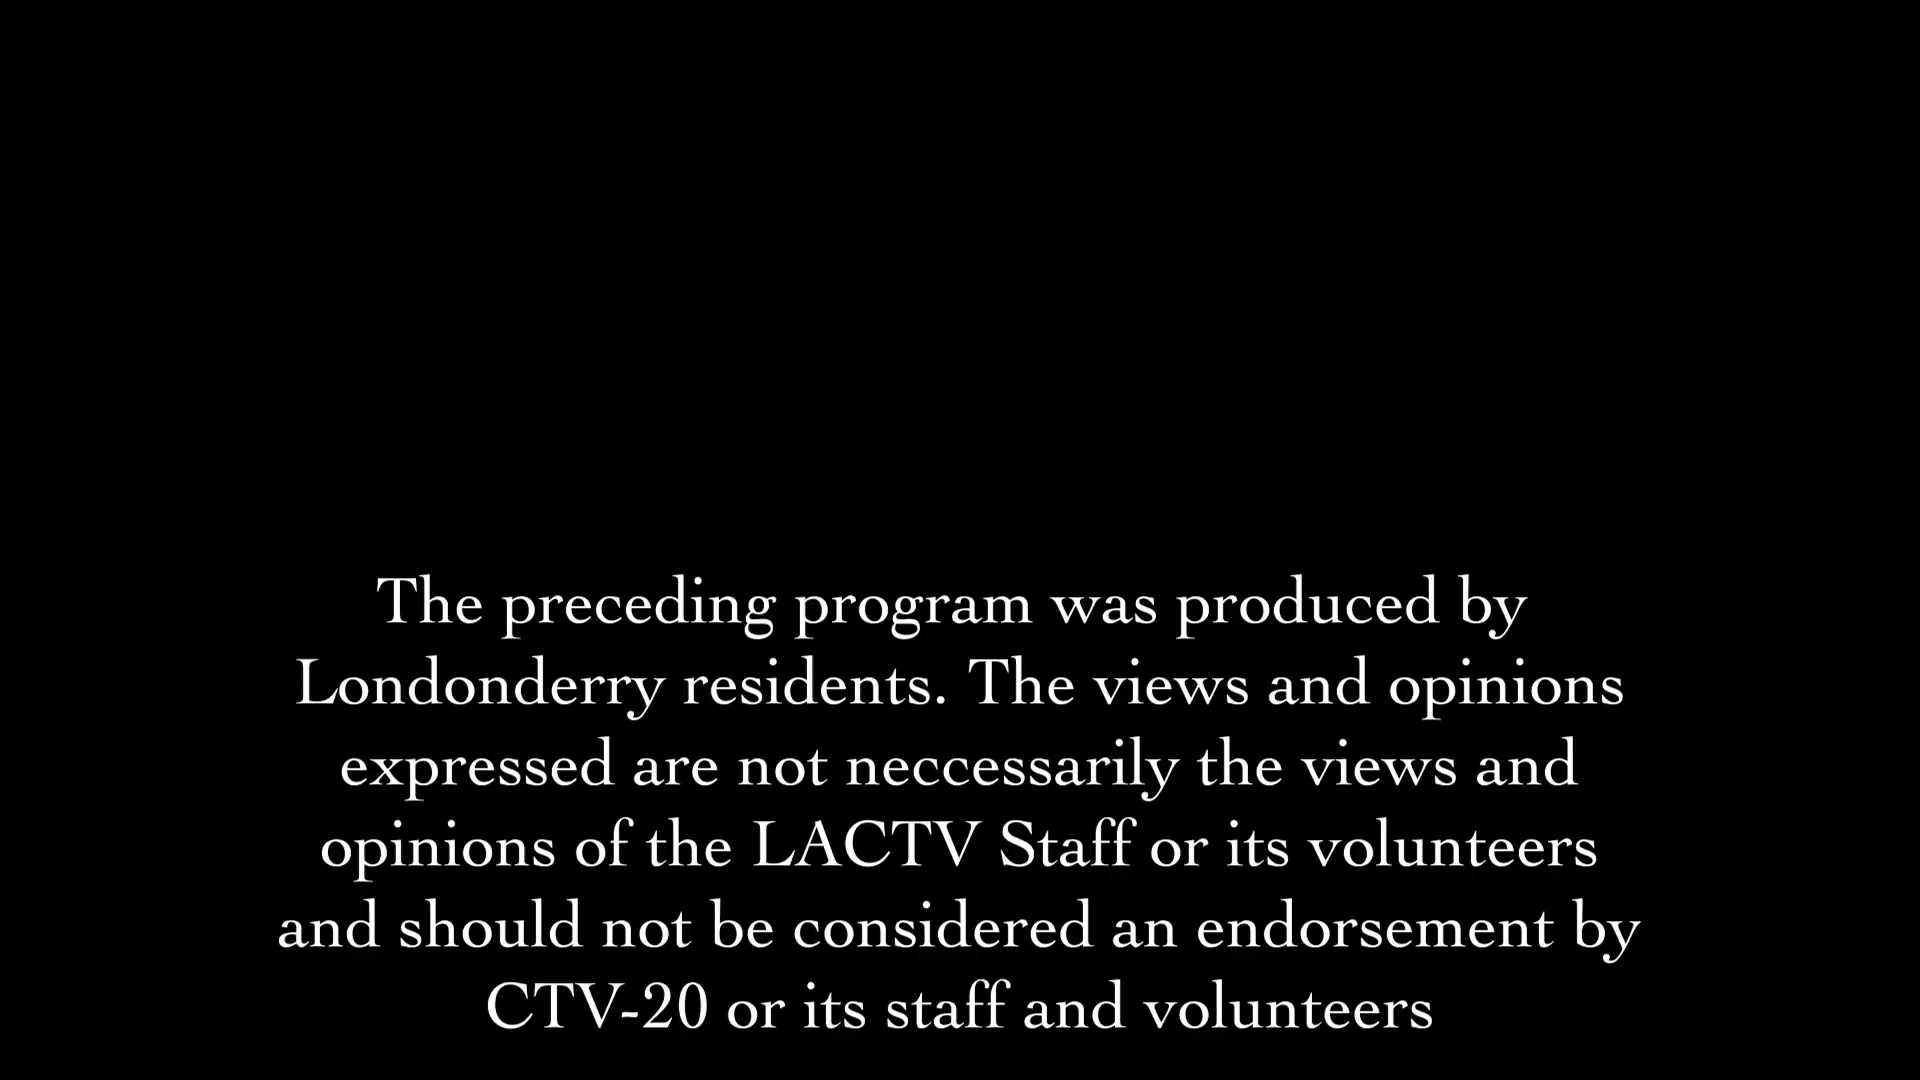 The preceding program was produced by
Londonderry residents. The views and opinions
expressed are not neccessarily the views and
opinions of the LACTV Staff or its volunteers
and should not be considered an endorsement by
CTV-20 or its staff and volunteers